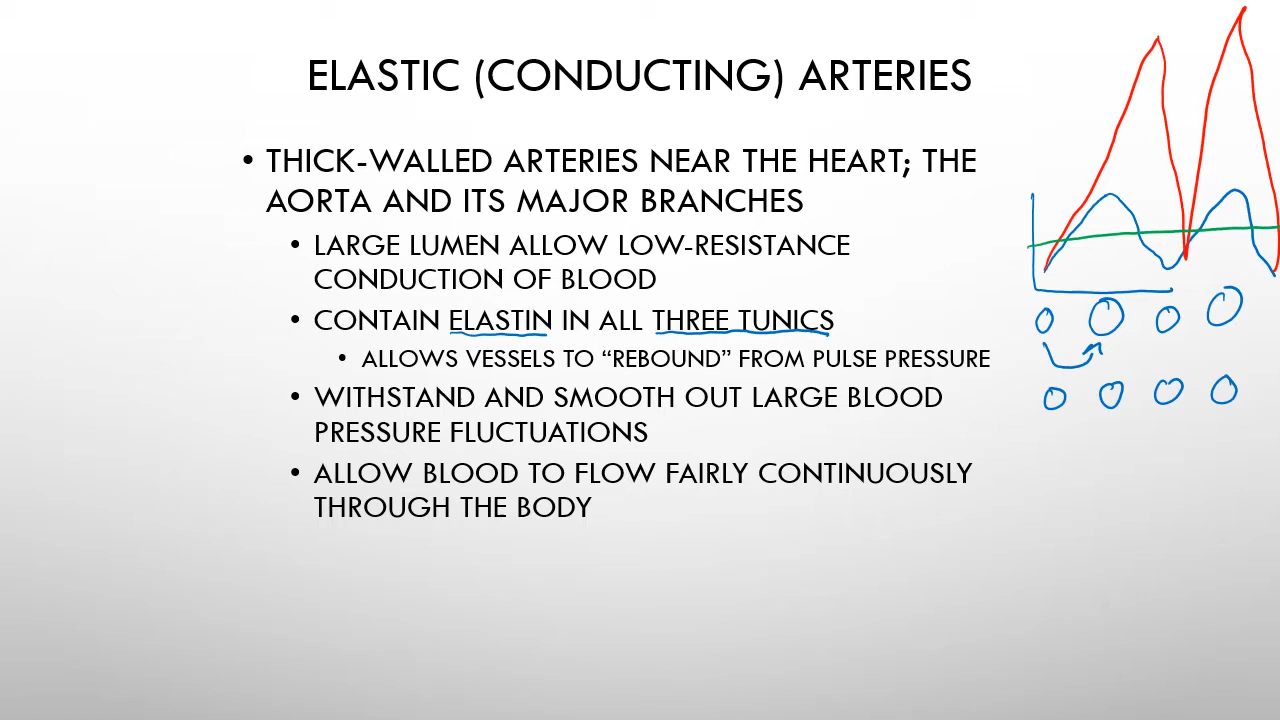 ELASTIC (CONDUCTING) ARTERIES
• THICK-WALLED ARTERIES NEAR THE HEART; THE
AORTA AND ITS MAJOR BRANCHES
• LARGE LUMEN ALLOW LOW-RESISTANCE
CONDUCTION OF BLOOD
• CONTAIN ELASTIN IN ALL THREE TUNICS
• ALLOWS VESSELS TO “REBOUND” FROM PULSE PRESSURE
• WITHSTAND AND SMOOTH OUT LARGE BLOOD
PRESSURE FLUCTUATIONS
• ALLOW BLOOD TO FLOW FAIRLY CONTINUOUSLY
THROUGH THE BODY